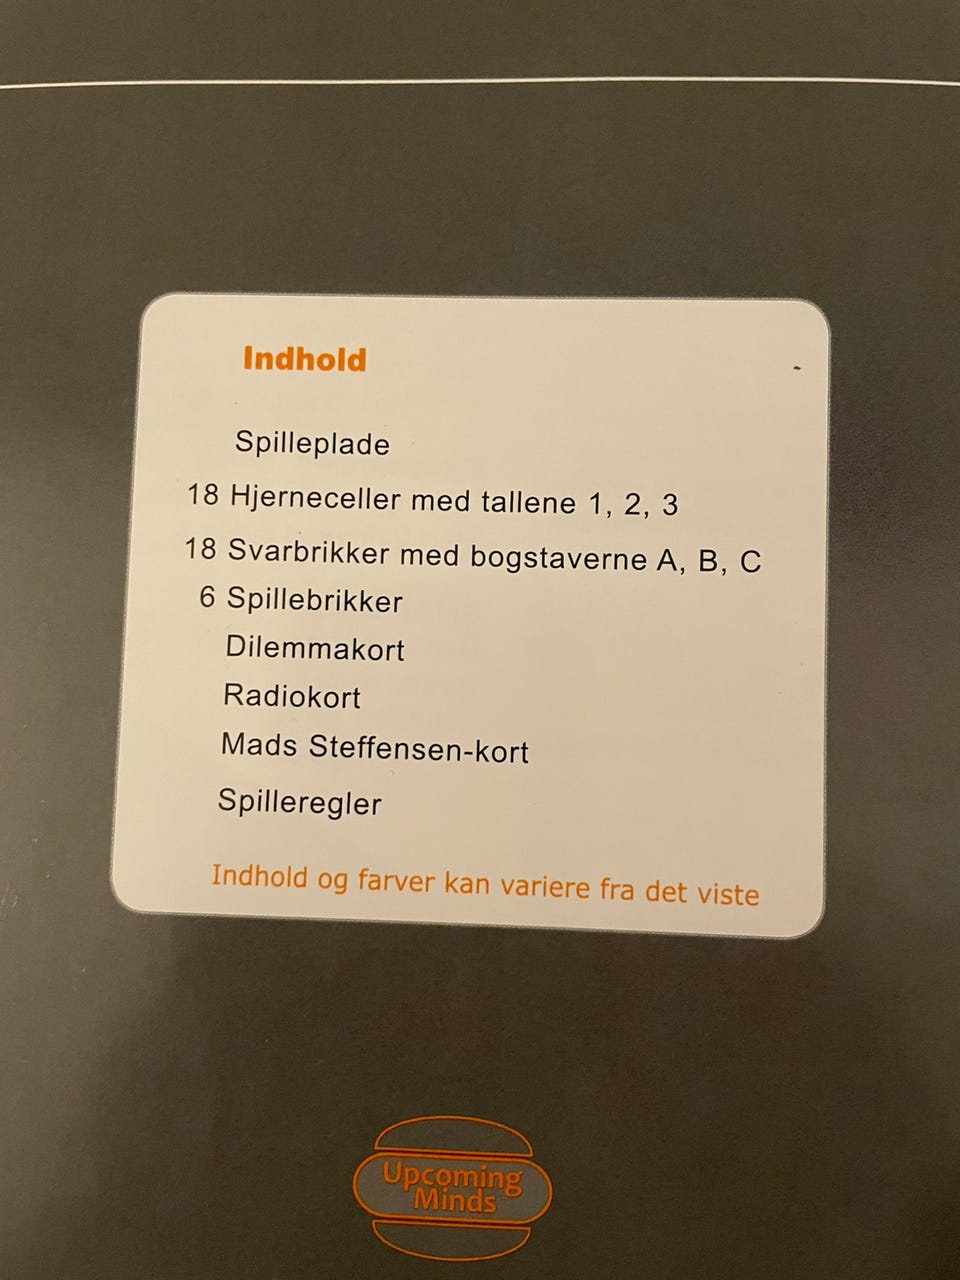 Indhold
Spilleplade
18 Hjerneceller med tallene 1, 2, 3
18 Svarbrikker med bogstaverne A, B, C
6 Spillebrikker
Dilemmakort
Radiokort
Mads Steffensen-kort
Spilleregler
Indhold og farver kan variere fra det viste
Upcoming
Minds